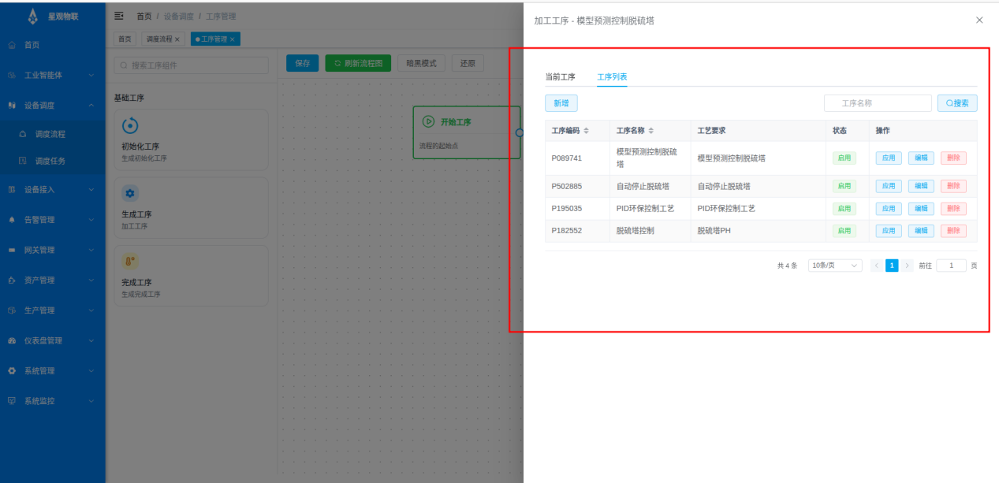 星观物联
首页 / 设备调度 / 工序管理
加工工序 - 模型预测控制脱硫塔
首页
调度流程 ×
工序管理 ×
首页
工业智能体
设备调度
调度流程
调度任务
设备接入
告警管理
网关管理
资产管理
生产管理
仪表盘管理
系统管理
系统监控
搜索工序组件
基础工序
初始化工序
生成初始化工序
生成工序
加工工序
完成工序
生成完成工序
保存
刷新流程图
暗黑模式
还原
开始工序
流程的起始点
当前工序
工序列表
新增
工序名称
搜索
工序编码 工序名称 工艺要求 状态 操作
P089741 模型预测控制脱硫塔 模型预测控制脱硫塔 启用 应用 编辑 删除
P502885 自动停止脱硫塔 自动停止脱硫塔 启用 应用 编辑 删除
P195035 PID环保控制工艺 PID环保控制工艺 启用 应用 编辑 删除
P182552 脱硫塔控制 脱硫塔PH 启用 应用 编辑 删除
共 4 条 10条/页 1 前往 1 页